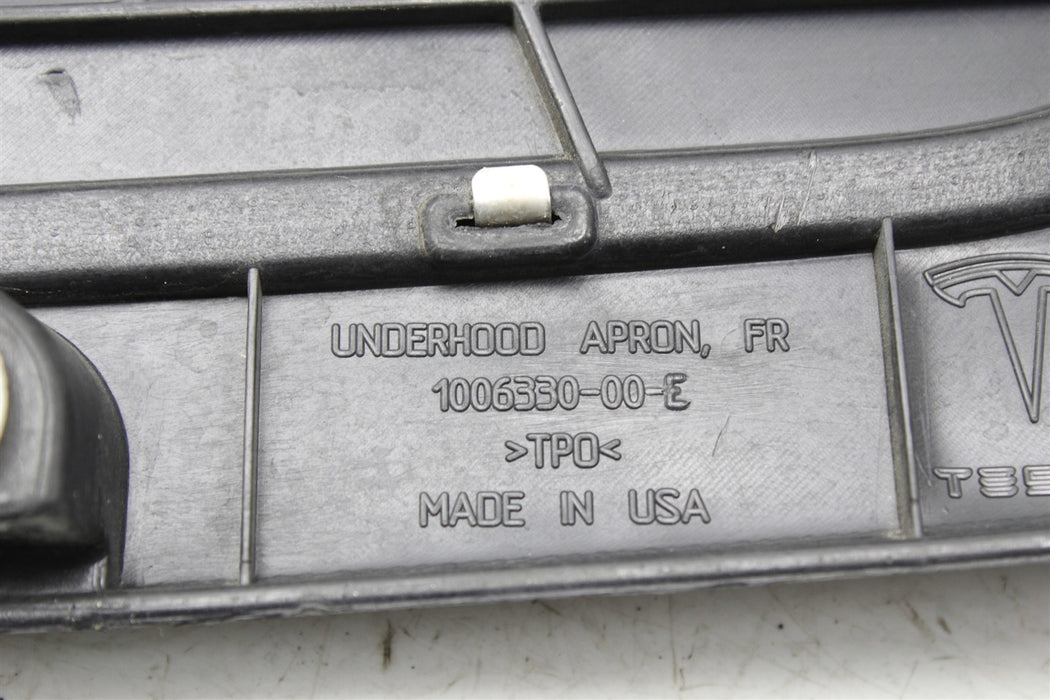 UNDERHOOD APRON, FR
1006330-00-E
>TPO<
MADE IN USA